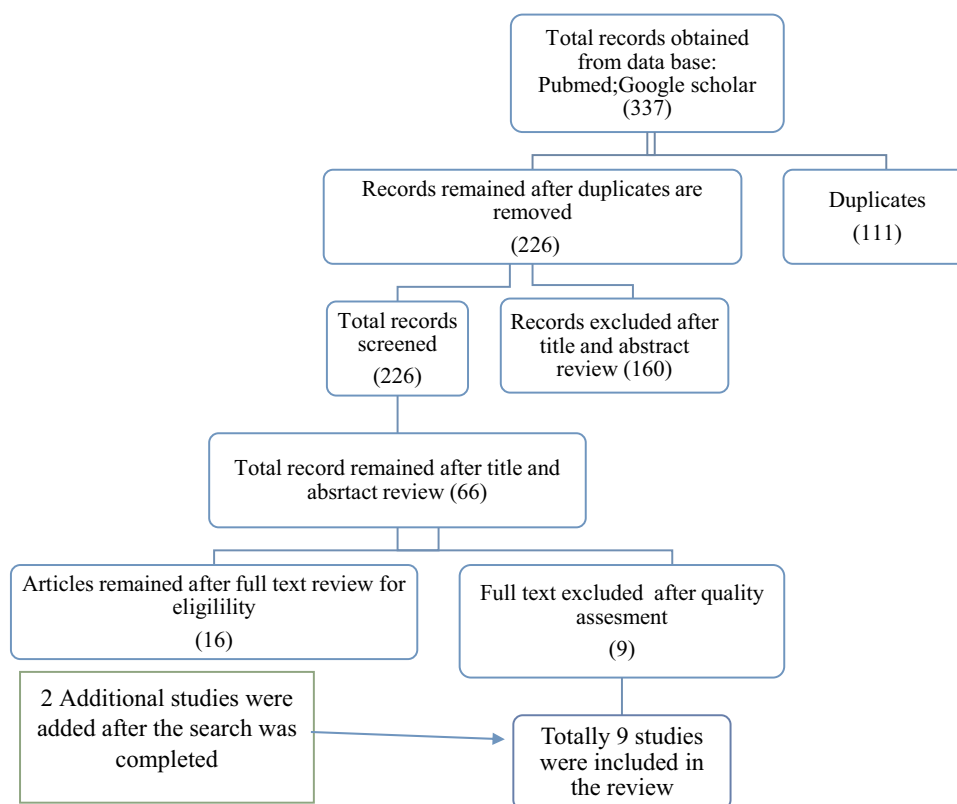 Total records obtained
from data base:
Pubmed;Google scholar
(337)
Records remained after duplicates are
removed
(226)
Duplicates
(111)
Total records
screened
(226)
Records excluded after
title and abstract
review (160)
Total record remained after title and
absrtact review (66)
Articles remained after full text review for
eligilility
(16)
Full text excluded after quality
assesment
(9)
2 Additional studies were
added after the search was
completed
Totally 9 studies
were included in
the review